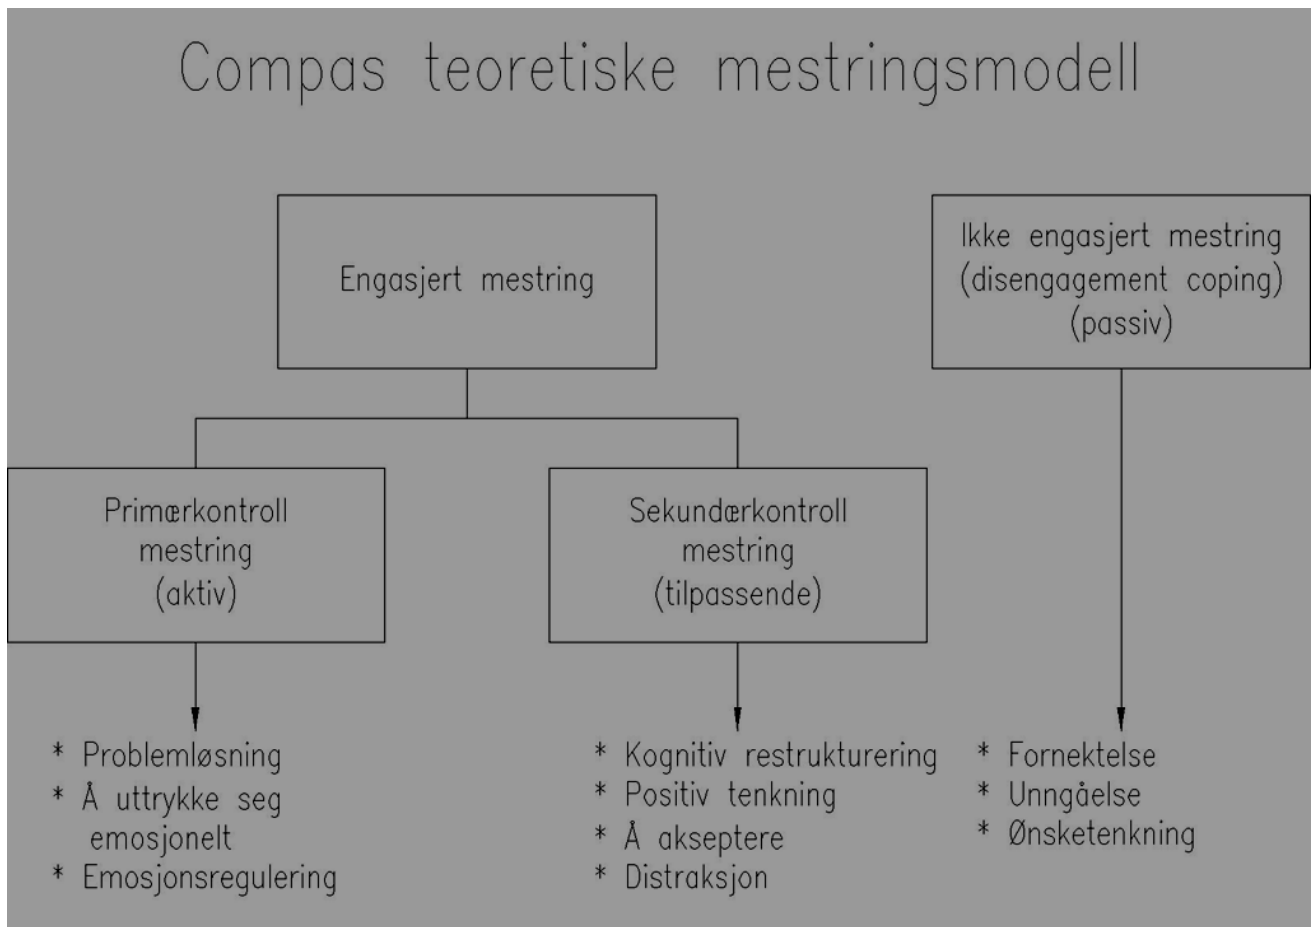 Compas teoretiske mestringsmodell
Engasjert mestring
Ikke engasjert mestring
(disengagement coping)
(passiv)
Primærkontroll
mestring
(aktiv)
Sekundærkontroll
mestring
(tilpassende)
* Problemløsning
* Å uttrykke seg
emosjonelt
* Emosjonsregulering
* Kognitiv restrukturering
* Positiv tenkning
* Å akseptere
* Distraksjon
* Fornektelse
* Unngåelse
* Ønsketenkning